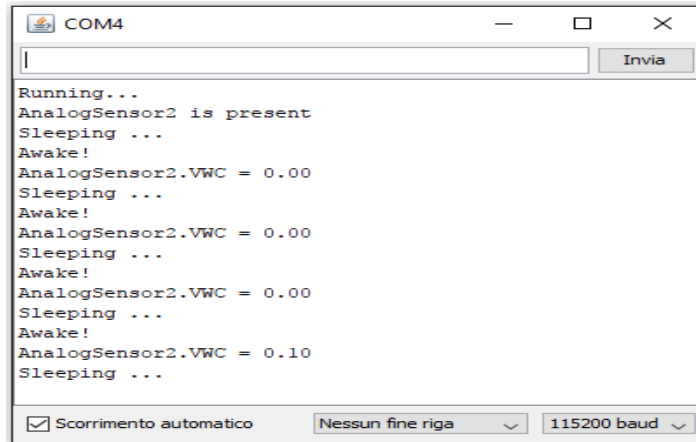 COM4
Invia
Running...
AnalogSensor2 is present
Sleeping ...
Awake!
AnalogSensor2.VWC = 0.00
Sleeping ...
Awake!
AnalogSensor2.VWC = 0.00
Sleeping ...
Awake!
AnalogSensor2.VWC = 0.00
Sleeping ...
Awake!
AnalogSensor2.VWC = 0.10
Sleeping ...
Scorrimento automatico Nessun fine riga 115200 baud